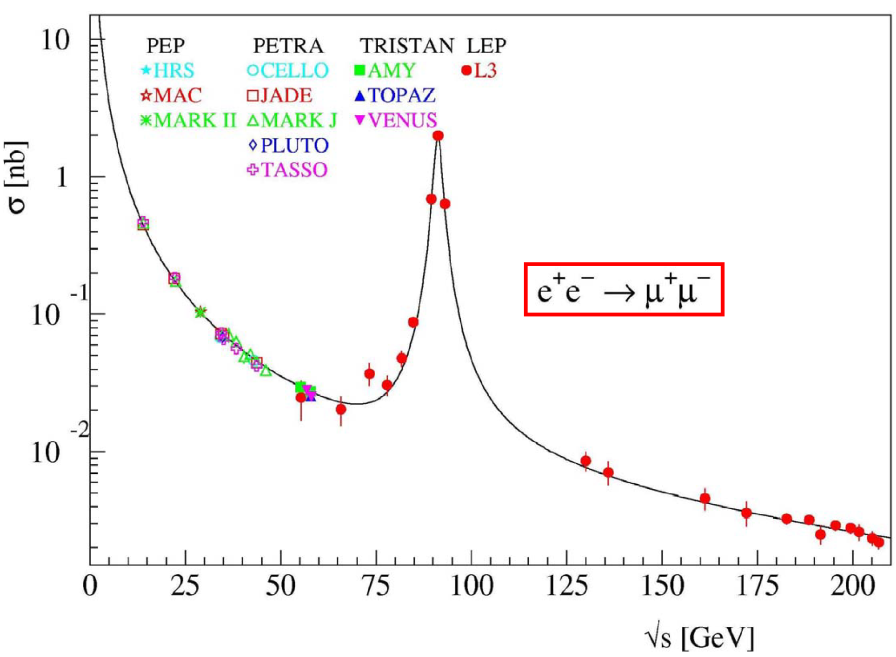 PEP PETRA TRISTAN LEP
HRS CELLO AMY L3
MAC JADE TOPAZ
MARK II MARK J VENUS
PLUTO
TASSO
σ [nb]
10
1
10⁻¹
10⁻²
e⁺e⁻ → μ⁺μ⁻
0 25 50 75 100 125 150 175 200
√s [GeV]